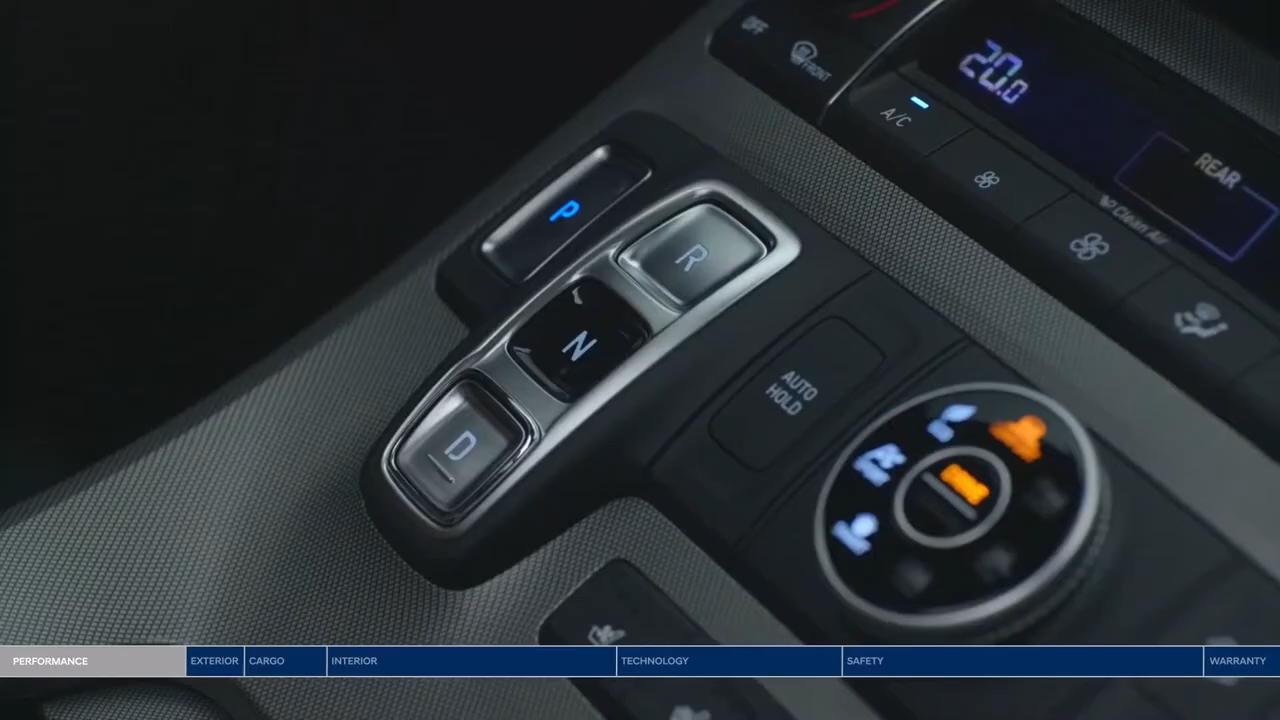 OFF
FRONT
20.0
A/C
REAR
Clean Air
P
R
N
D
AUTO
HOLD
PERFORMANCE
EXTERIOR
CARGO
INTERIOR
TECHNOLOGY
SAFETY
WARRANTY